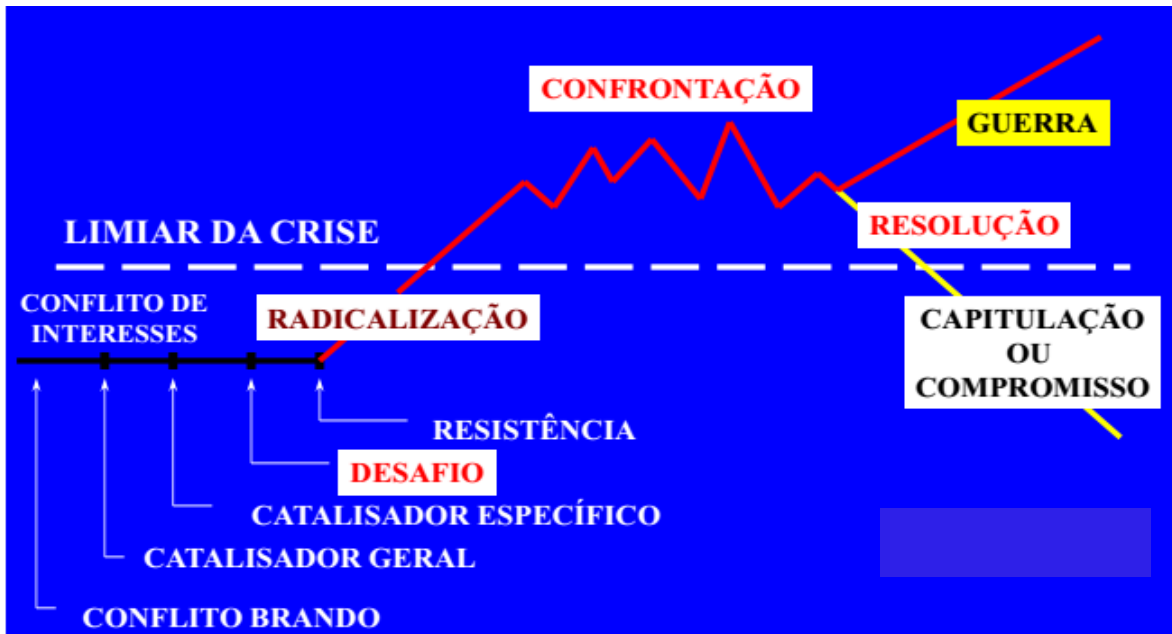 CONFRONTAÇÃO
GUERRA
LIMIAR DA CRISE
RESOLUÇÃO
CONFLITO DE
INTERESSES
RADICALIZAÇÃO
CAPITULAÇÃO
OU
COMPROMISSO
RESISTÊNCIA
DESAFIO
CATALISADOR ESPECÍFICO
CATALISADOR GERAL
CONFLITO BRANDO